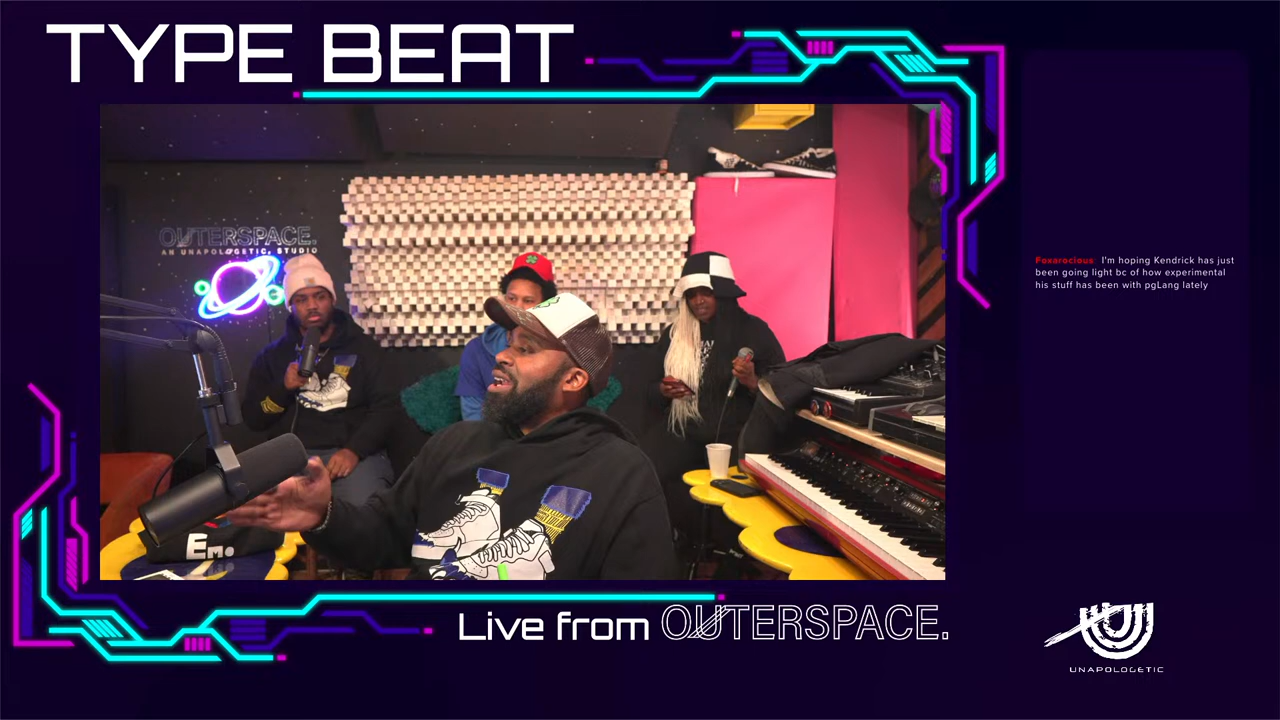 TYPE BEAT
OUTERSPACE.
AN UNAPOLOGETIC, STUDIO
Foxarocious I'm hoping Kendrick has just
been going light bc of how experimental
his stuff has been with pgLang lately
En.
Live from OUTERSPACE.
UNAPOLOGETIC